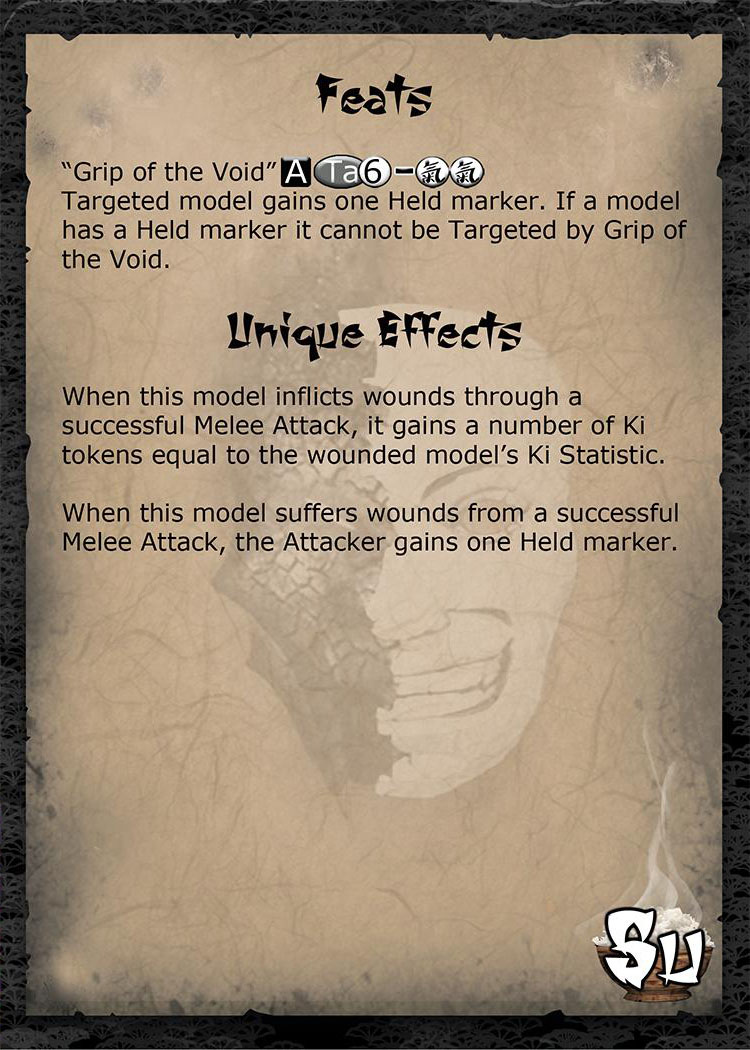 Feats
“Grip of the Void” A Ta 6 – 氣 氣
Targeted model gains one Held marker. If a model
has a Held marker it cannot be Targeted by Grip of
the Void.
Unique Effects
When this model inflicts wounds through a
successful Melee Attack, it gains a number of Ki
tokens equal to the wounded model’s Ki Statistic.
When this model suffers wounds from a successful
Melee Attack, the Attacker gains one Held marker.
Su